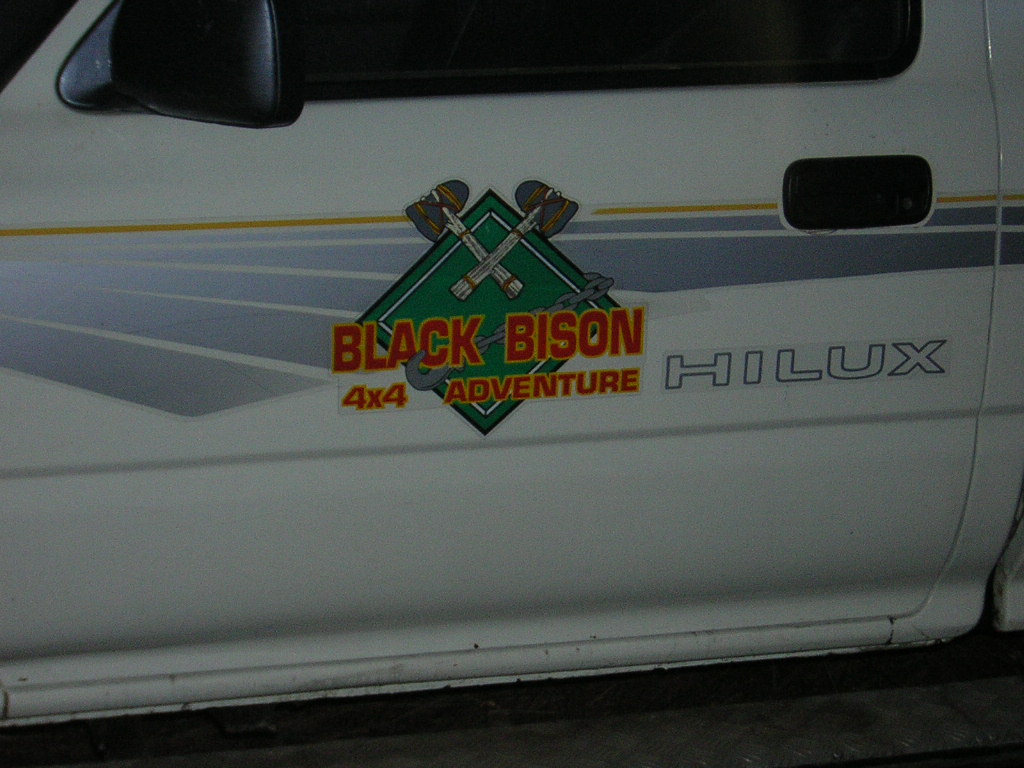 BLACK BISON
4x4 ADVENTURE
HILUX